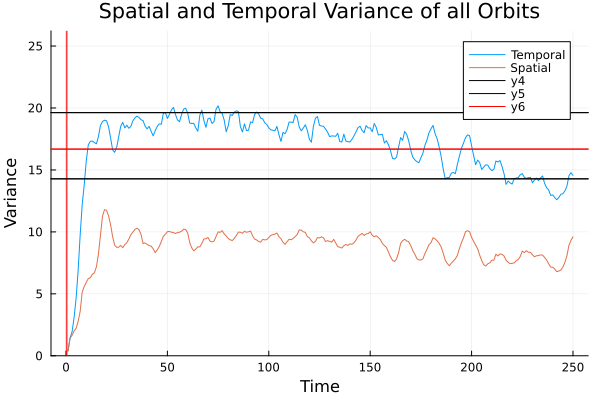 Spatial and Temporal Variance of all Orbits
25
20
15
10
5
0
Variance
Temporal
Spatial
y4
y5
y6
0 50 100 150 200 250
Time